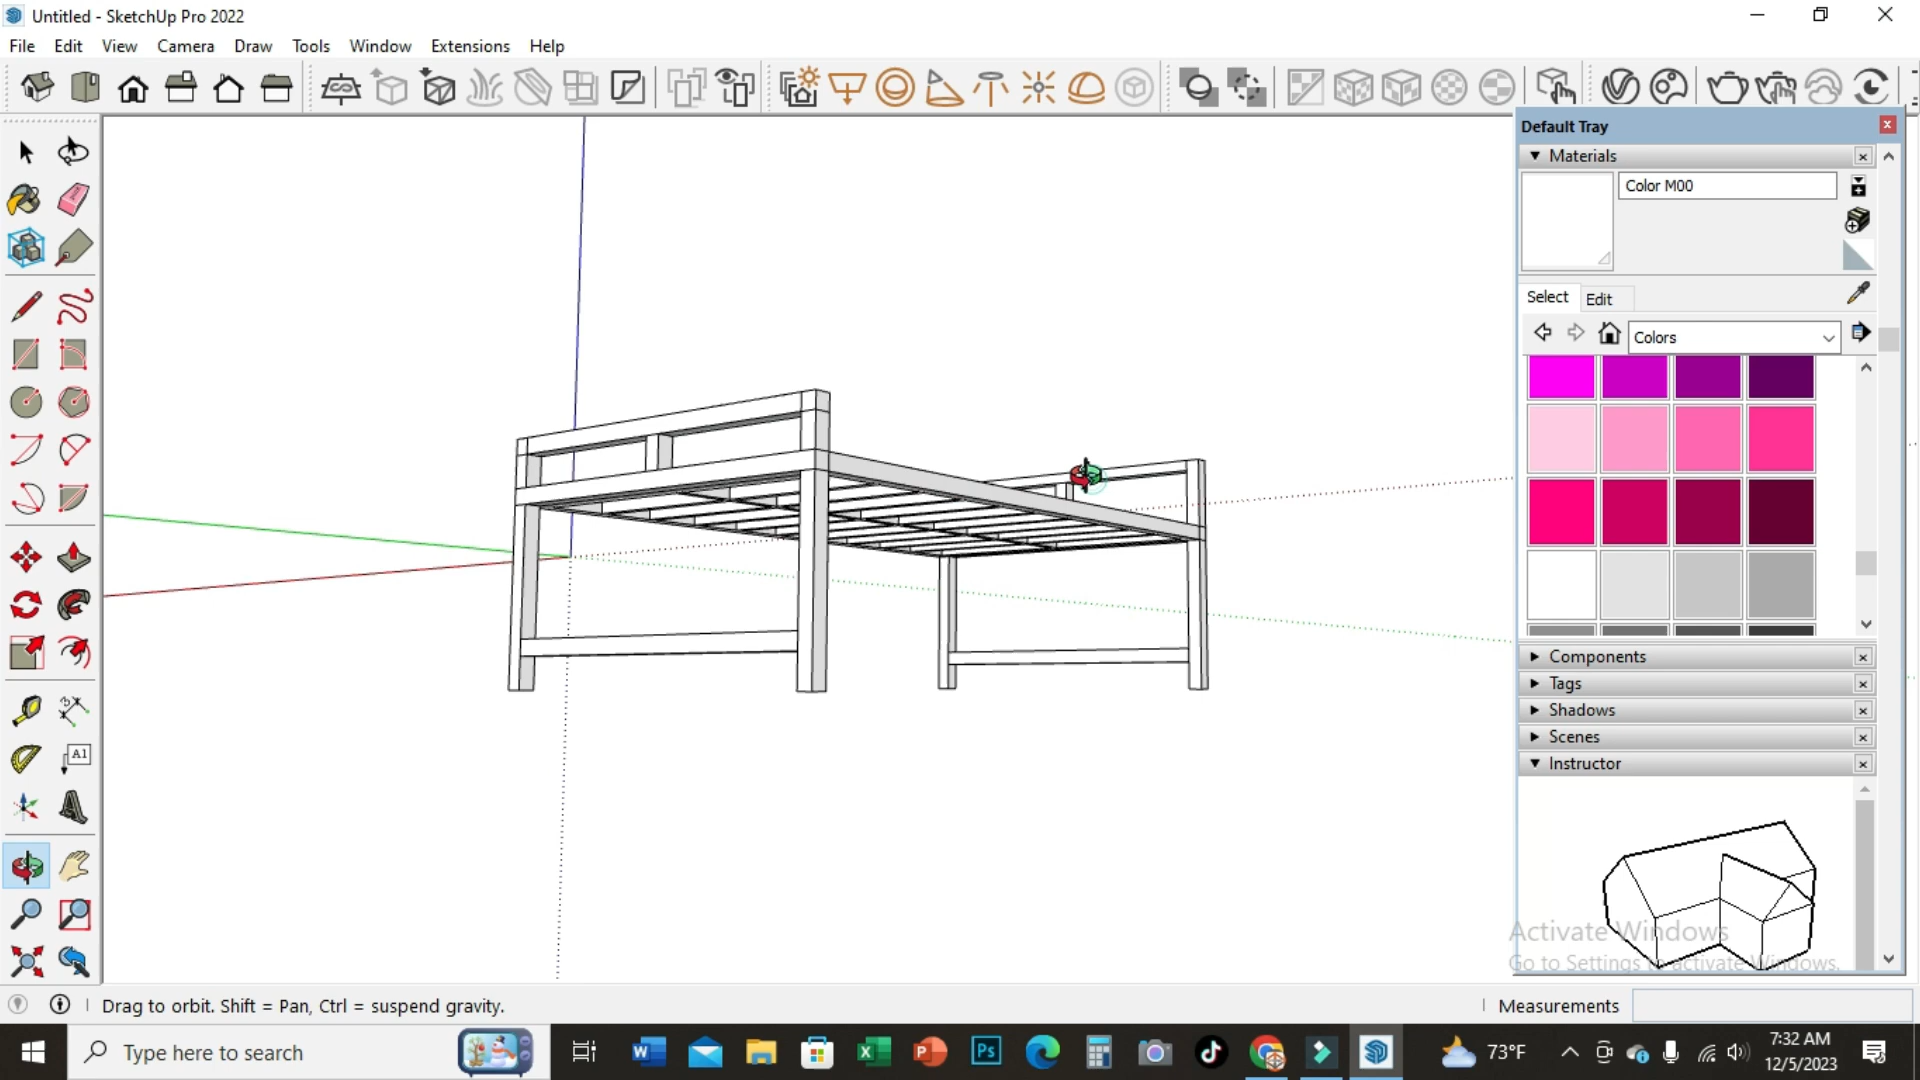 Untitled - SketchUp Pro 2022
File Edit View Camera Draw Tools Window Extensions Help
Default Tray
Materials
Color M00
Select Edit
Colors
Components
Tags
Shadows
Scenes
Instructor
A1
Activate Windows
Go to Settings to activate Windows.
Drag to orbit. Shift = Pan, Ctrl = suspend gravity.
Measurements
Type here to search
73°F
7:32 AM
12/5/2023